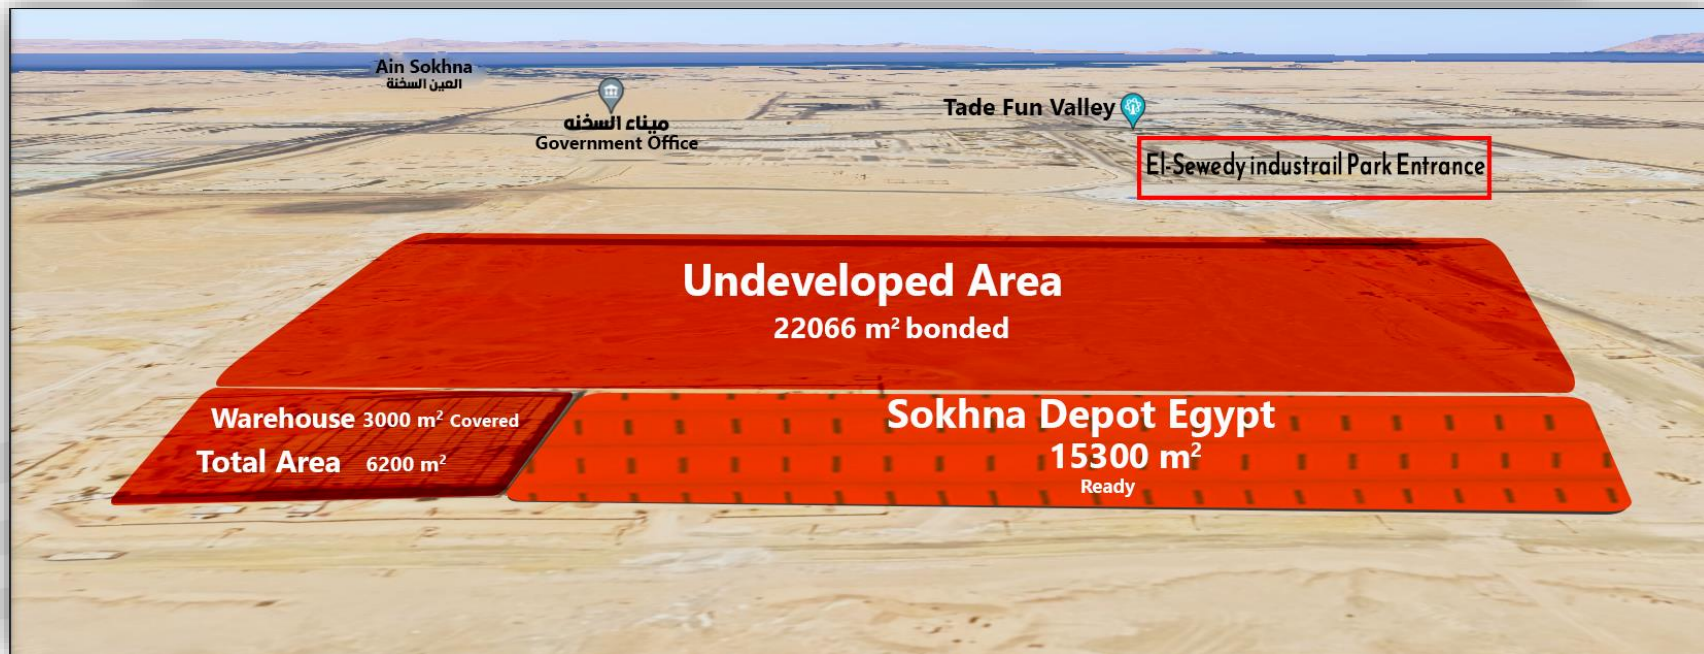 Ain Sokhna
العين السخنة
ميناء السخنه
Government Office
Tade Fun Valley
El-Sewedy industrail Park Entrance
Undeveloped Area
22066 m² bonded
Warehouse 3000 m² Covered
Total Area 6200 m²
Sokhna Depot Egypt
15300 m²
Ready